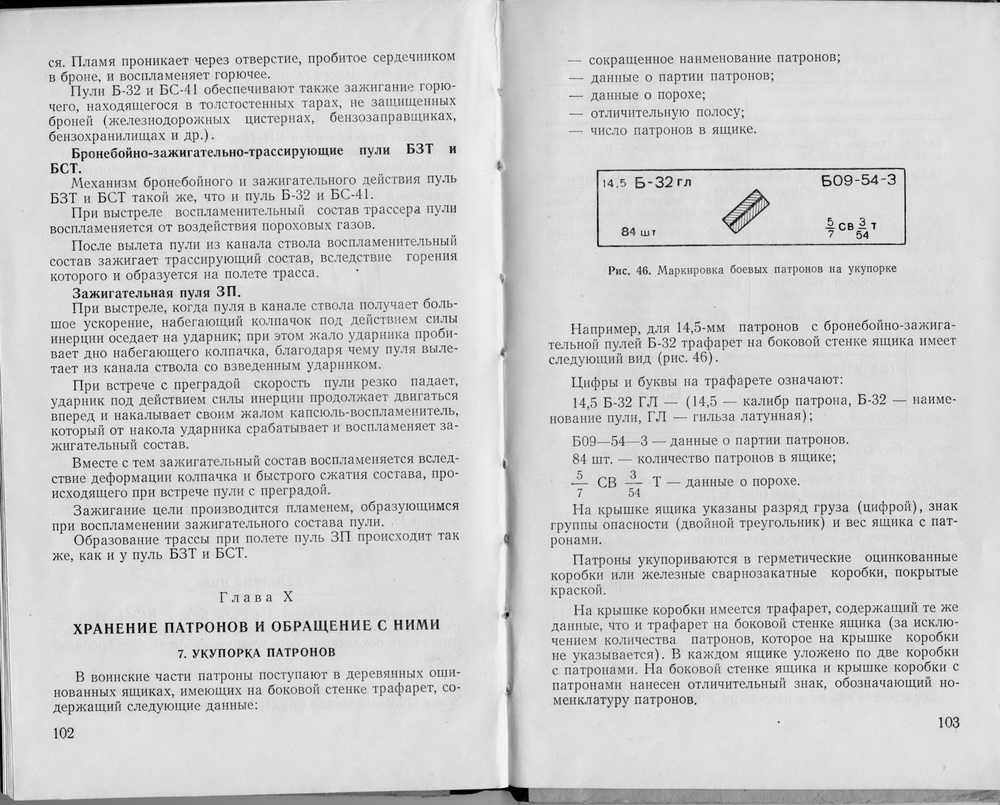 ся. Пламя проникает через отверстие, пробитое сердечником
в броне, и воспламеняет горючее.
Пули Б-32 и БС-41 обеспечивают также зажигание горю-
чего, находящегося в толстостенных тарах, не защищенных
броней (железнодорожных цистернах, бензозаправщиках,
бензохранилищах и др.).
Бронебойно-зажигательно-трассирующие пули БЗТ и
БСТ.
Механизм бронебойного и зажигательного действия пуль
БЗТ и БСТ такой же, что и пуль Б-32 и БС-41.
При выстреле воспламенительный состав трассера пули
воспламеняется от воздействия пороховых газов.
После вылета пули из канала ствола воспламенительный
состав зажигает трассирующий состав, вследствие горения
которого и образуется на полете трасса.
Зажигательная пуля ЗП.
При выстреле, когда пуля в канале ствола получает боль-
шое ускорение, набегающий колпачок под действием силы
инерции оседает на ударник; при этом жало ударника проби-
вает дно набегающего колпачка, благодаря чему пуля выле-
тает из канала ствола со взведенным ударником.
При встрече с преградой скорость пули резко падает,
ударник под действием силы инерции продолжает двигаться
вперед и накалывает своим жалом капсюль-воспламенитель,
который от накола ударника срабатывает и воспламеняет за-
жигательный состав.
Вместе с тем зажигательный состав воспламеняется вслед-
ствие деформации колпачка и быстрого сжатия состава, про-
исходящего при встрече пули с преградой.
Зажигание цели производится пламенем, образующимся
при воспламенении зажигательного состава пули.
Образование трассы при полете пуль ЗП происходит так
же, как и у пуль БЗТ и БСТ.
Глава X
ХРАНЕНИЕ ПАТРОНОВ И ОБРАЩЕНИЕ С НИМИ
7. УКУПОРКА ПАТРОНОВ
В воинские части патроны поступают в деревянных оши-
нованных ящиках, имеющих на боковой стенке трафарет, со-
держащий следующие данные:
102
— сокращенное наименование патронов;
— данные о партии патронов;
— данные о порохе;
— отличительную полосу;
— число патронов в ящике.
14,5 Б-32 гл Б09-54-3
84 шт 5/7 СВ 3/54 Т
Рис. 46. Маркировка боевых патронов на укупорке
Например, для 14,5-мм патронов с бронебойно-зажига-
тельной пулей Б-32 трафарет на боковой стенке ящика имеет
следующий вид (рис. 46).
Цифры и буквы на трафарете означают:
14,5 Б-32 ГЛ — (14,5 — калибр патрона, Б-32 — наиме-
нование пули, ГЛ — гильза латунная);
Б09—54—3 — данные о партии патронов.
84 шт. — количество патронов в ящике;
5/7 СВ 3/54 Т — данные о порохе.
На крышке ящика указаны разряд груза (цифрой), знак
группы опасности (двойной треугольник) и вес ящика с пат-
ронами.
Патроны укупориваются в герметические оцинкованные
коробки или железные сварнозакатные коробки, покрытые
краской.
На крышке коробки имеется трафарет, содержащий те же
данные, что и трафарет на боковой стенке ящика (за исклю-
чением количества патронов, которое на крышке коробки
не указывается). В каждом ящике уложено по две коробки
с патронами. На боковой стенке ящика и крышке коробки с
патронами нанесен отличительный знак, обозначающий но-
менклатуру патронов.
103